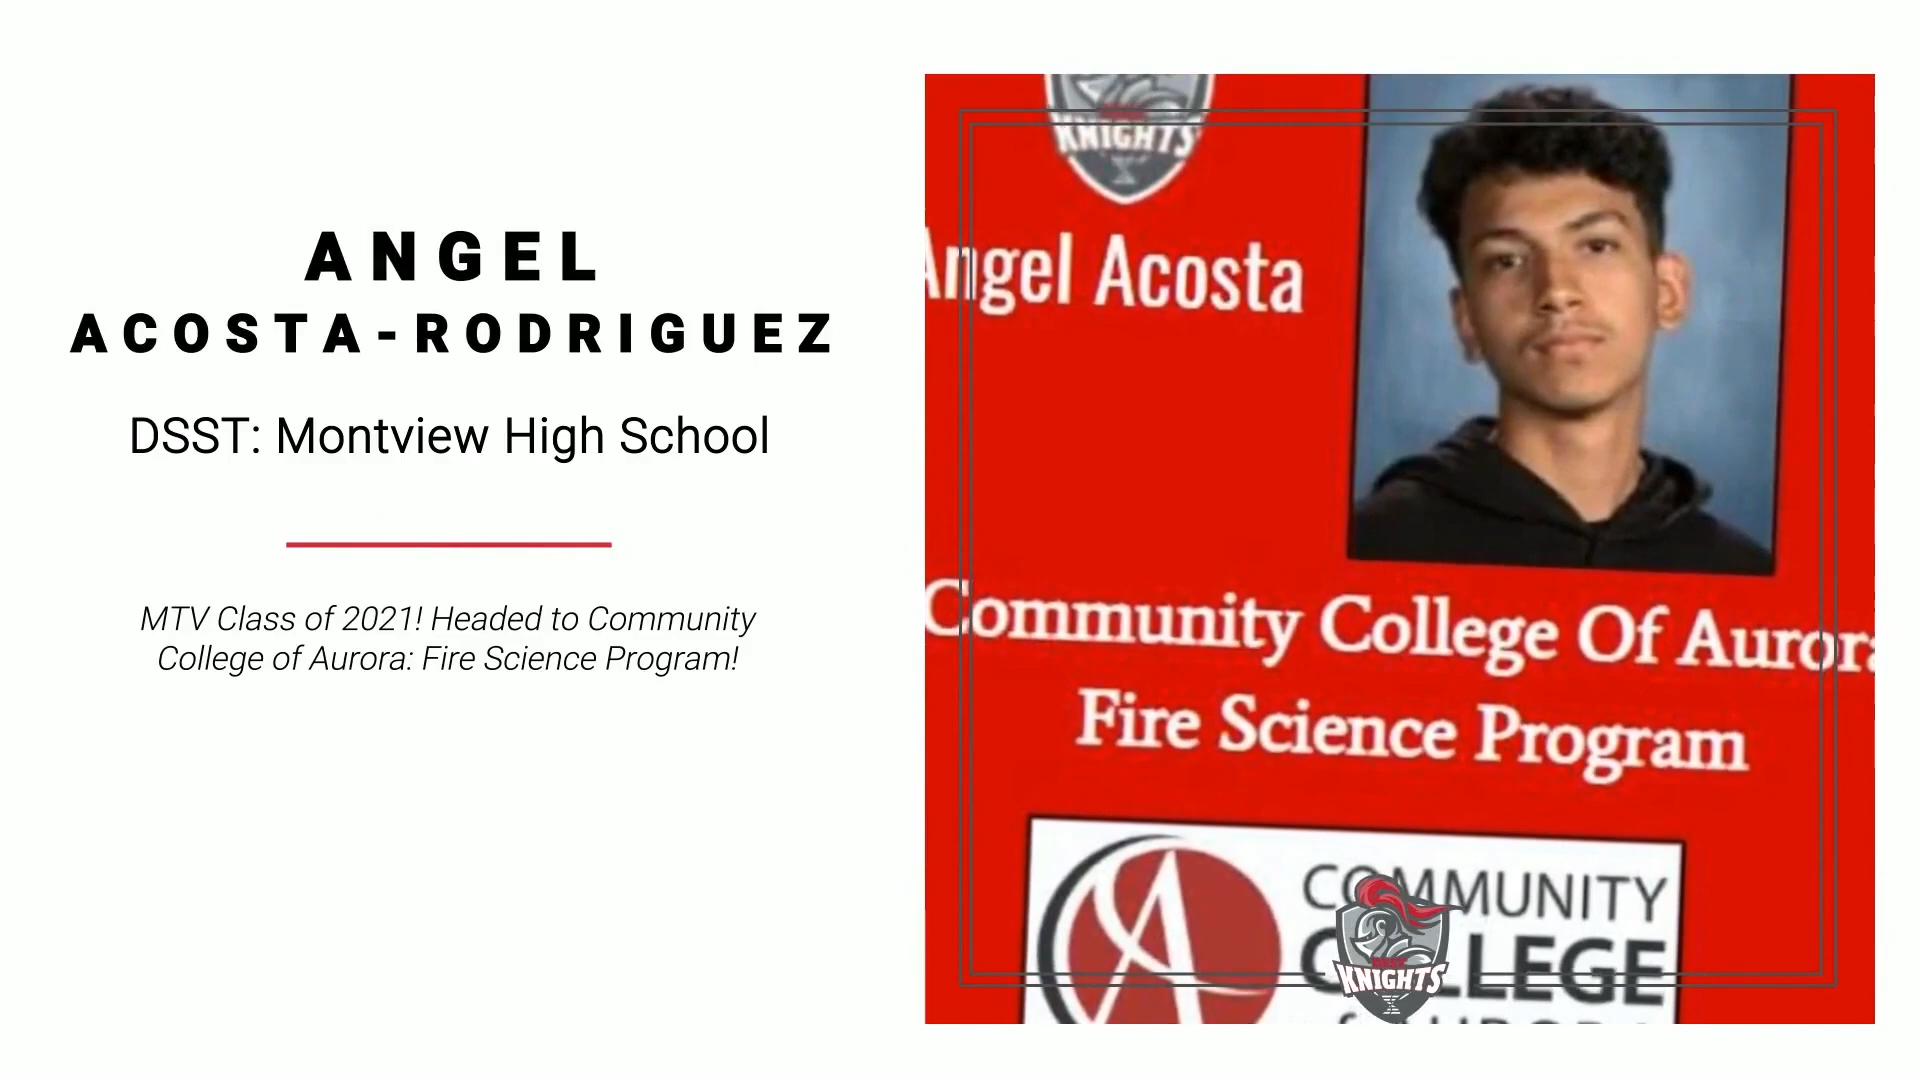 ANGEL
ACOSTA-RODRIGUEZ
DSST: Montview High School
MTV Class of 2021! Headed to Community
College of Aurora: Fire Science Program!
KNIGHTS
Angel Acosta
Community College Of Aurora
Fire Science Program
COMMUNITY
COLLEGE
KNIGHTS